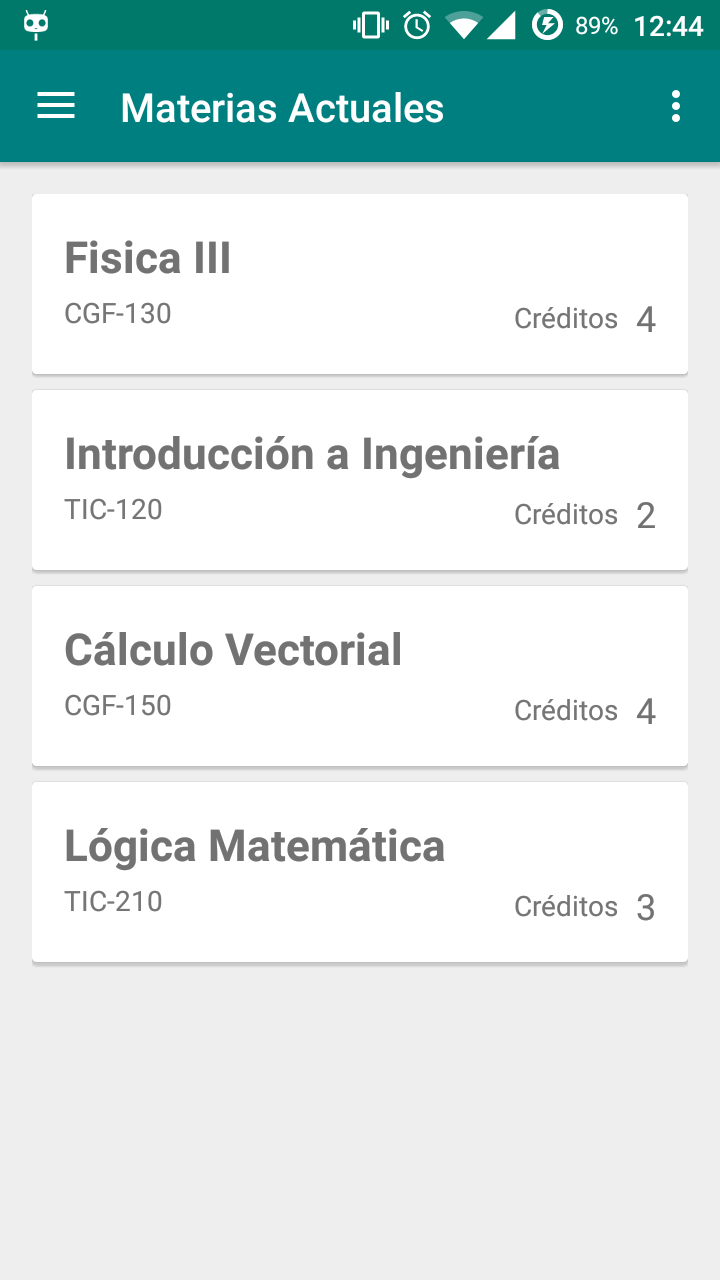 89% 12:44
Materias Actuales
Fisica III
CGF-130
Créditos 4
Introducción a Ingeniería
TIC-120
Créditos 2
Cálculo Vectorial
CGF-150
Créditos 4
Lógica Matemática
TIC-210
Créditos 3